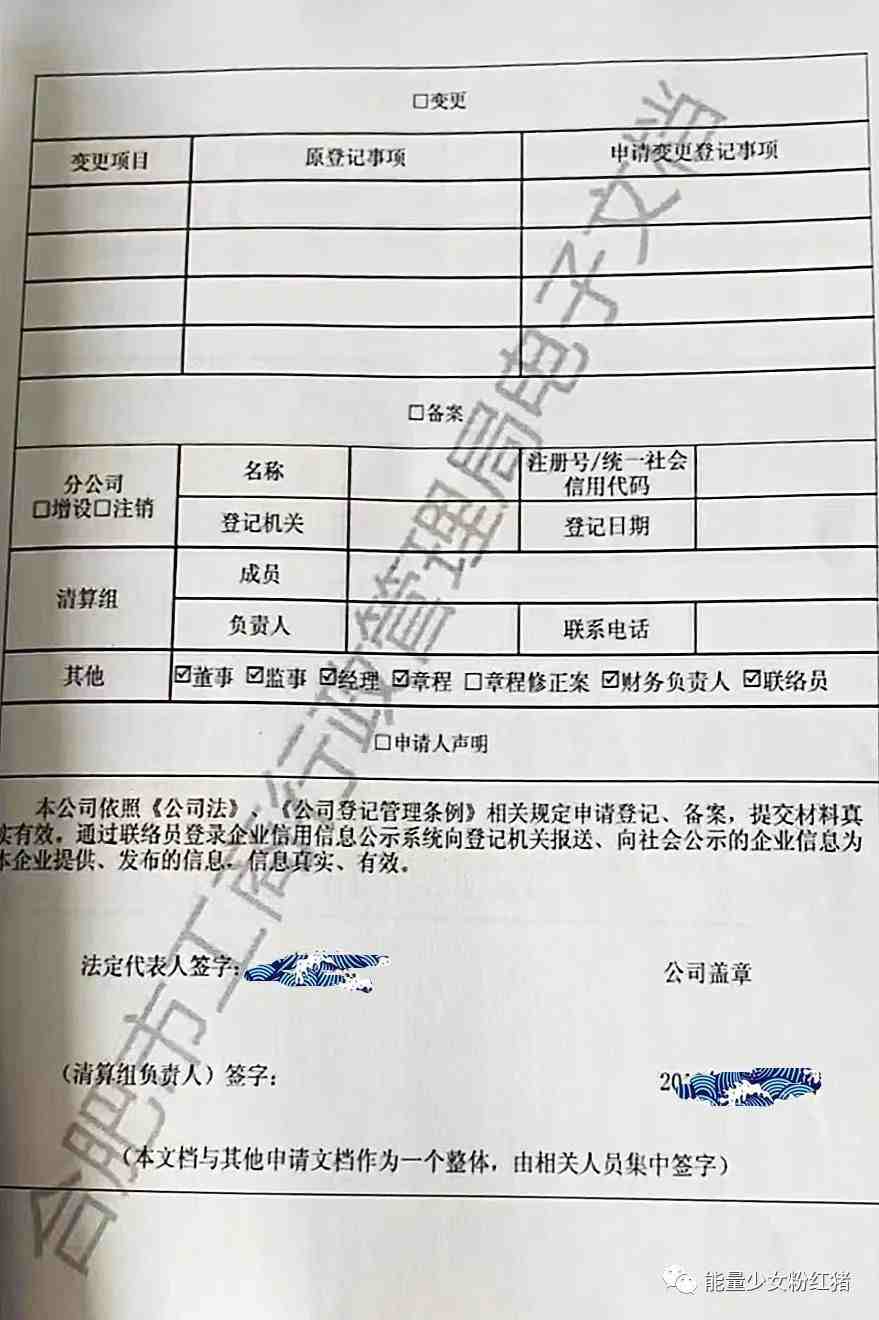 □变更
变更项目 原登记事项 申请变更登记事项
□备案
分公司
□增设□注销
名称
注册号/统一社会
信用代码
登记机关 登记日期
清算组
成员
负责人 联系电话
其他 ☑董事 ☑监事 ☑经理 ☑章程 □章程修正案 ☑财务负责人 ☑联络员
□申请人声明
本公司依照《公司法》、《公司登记管理条例》相关规定申请登记、备案，提交材料真
实有效，通过联络员登录企业信用信息公示系统向登记机关报送、向社会公示的企业信息为
本企业提供、发布的信息，信息真实、有效。
法定代表人签字： 公司盖章
（清算组负责人）签字： 20
（本文档与其他申请文档作为一个整体，由相关人员集中签字）
合肥市工商行政管理局电子文档
能量少女粉红猪